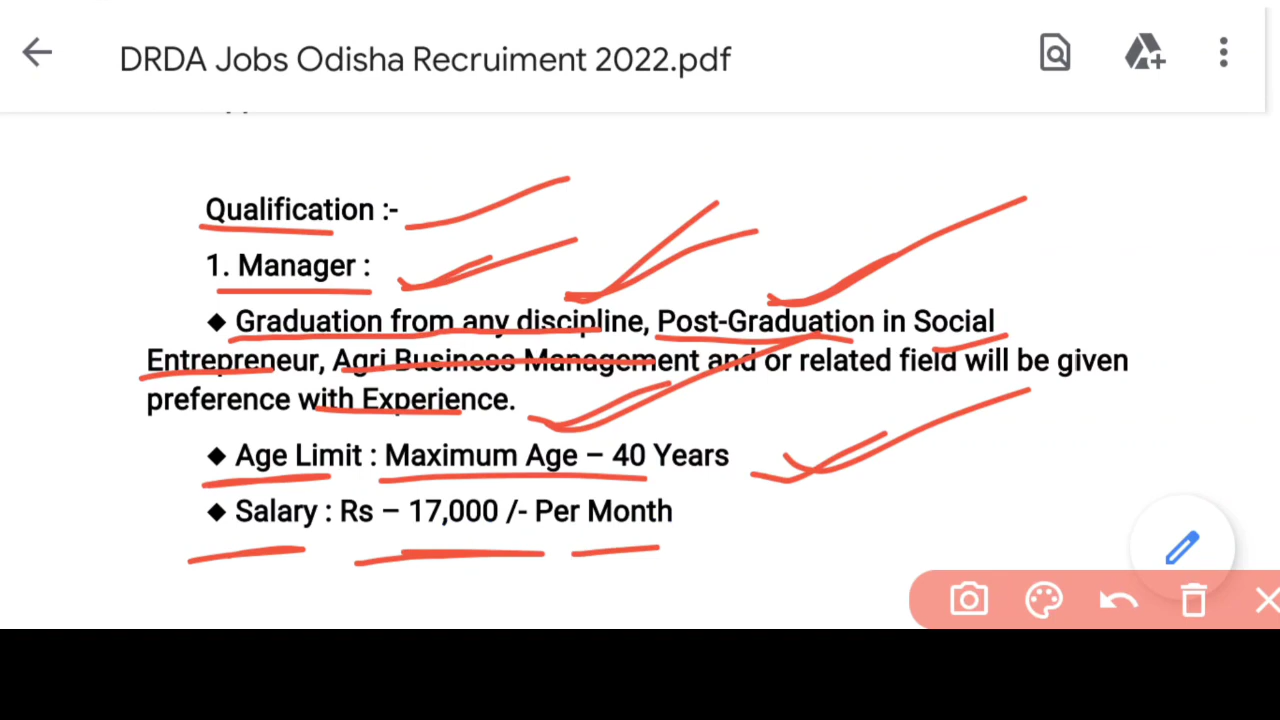 DRDA Jobs Odisha Recruiment 2022.pdf
Qualification :-
1. Manager :
◆ Graduation from any discipline, Post-Graduation in Social
Entrepreneur, Agri Business Management and or related field will be given
preference with Experience.
◆ Age Limit : Maximum Age – 40 Years
◆ Salary : Rs – 17,000 /- Per Month